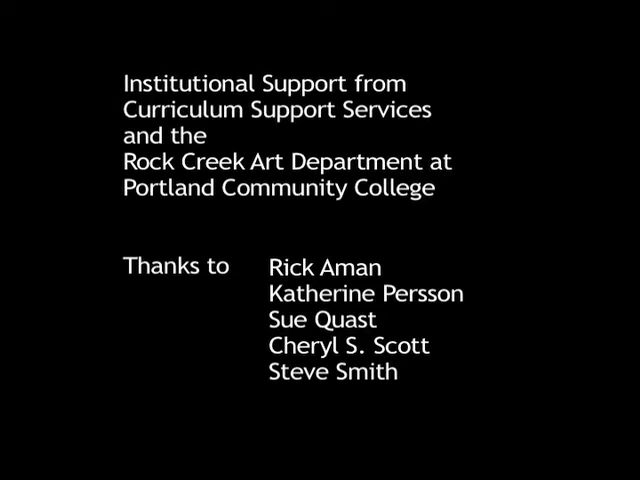 Institutional Support from
Curriculum Support Services
and the
Rock Creek Art Department at
Portland Community College
Thanks to
Rick Aman
Katherine Persson
Sue Quast
Cheryl S. Scott
Steve Smith